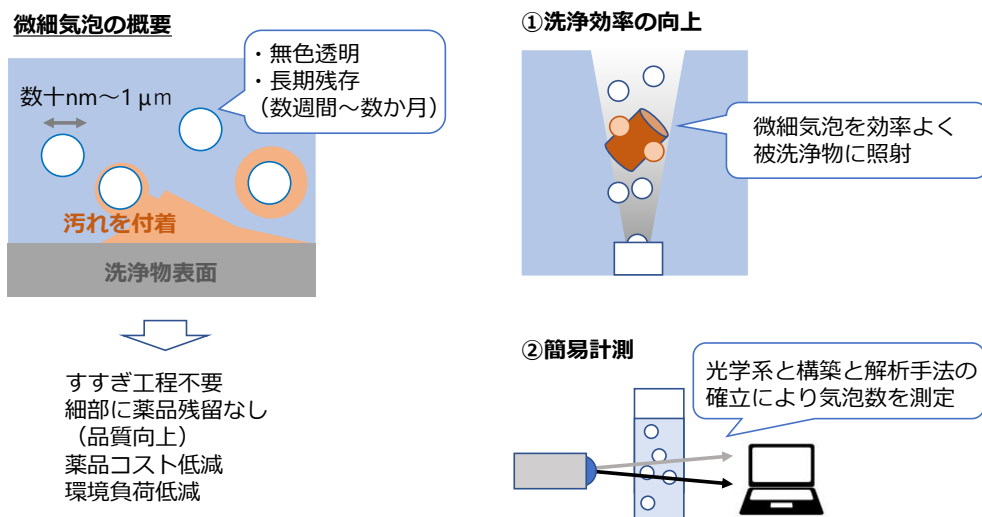 微細気泡の概要
数十nm～1 μm
・無色透明
・長期残存
（数週間～数か月）
汚れを付着
洗浄物表面
すすぎ工程不要
細部に薬品残留なし
（品質向上）
薬品コスト低減
環境負荷低減
①洗浄効率の向上
微細気泡を効率よく
被洗浄物に照射
②簡易計測
光学系と構築と解析手法の
確立により気泡数を測定